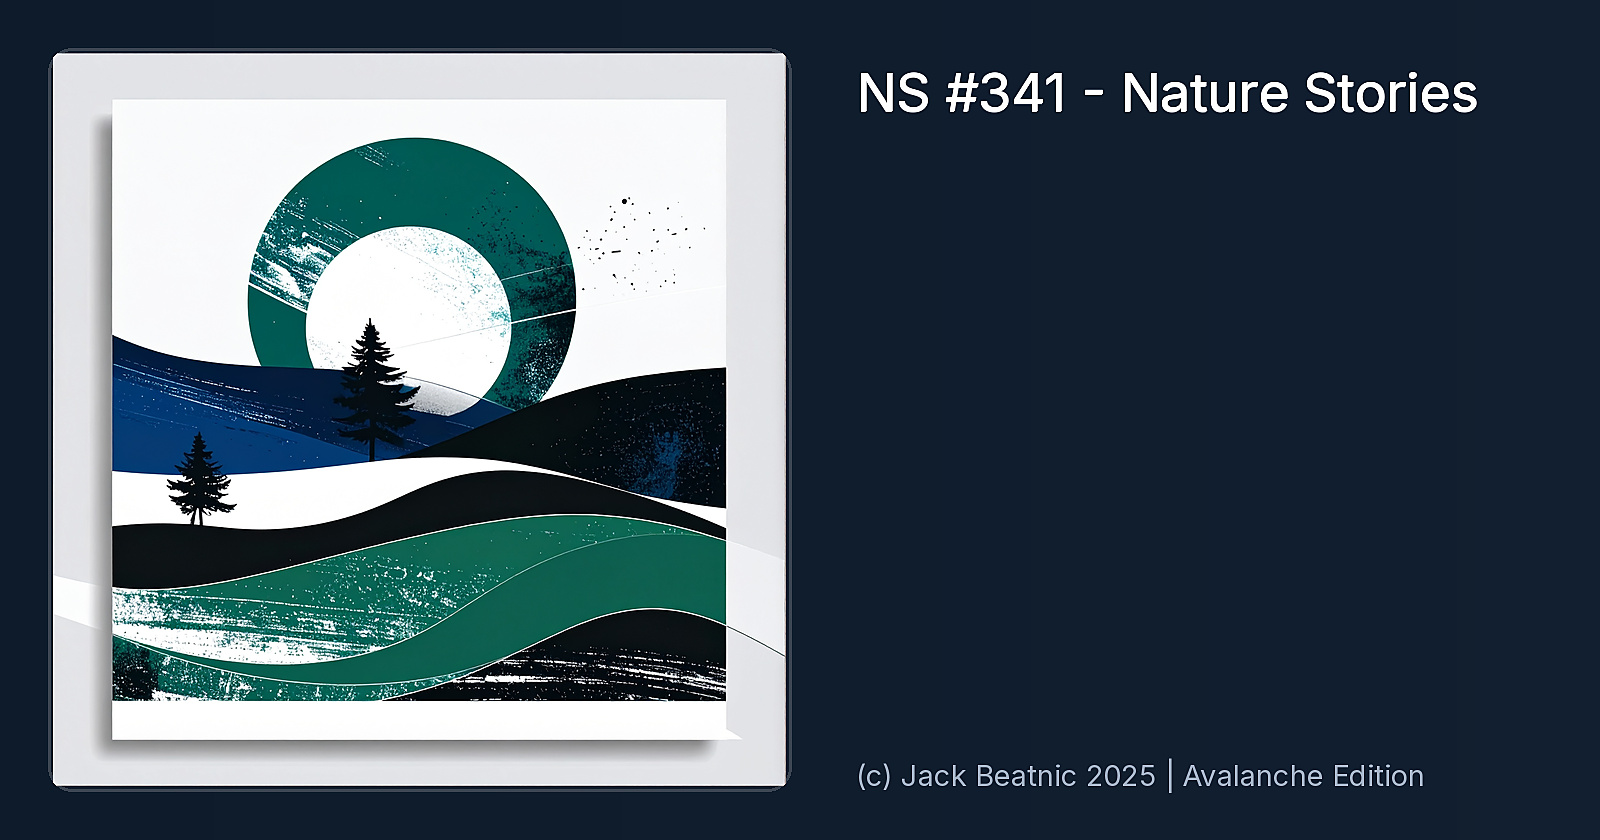 NS #341 - Nature Stories
(c) Jack Beatnic 2025 | Avalanche Edition